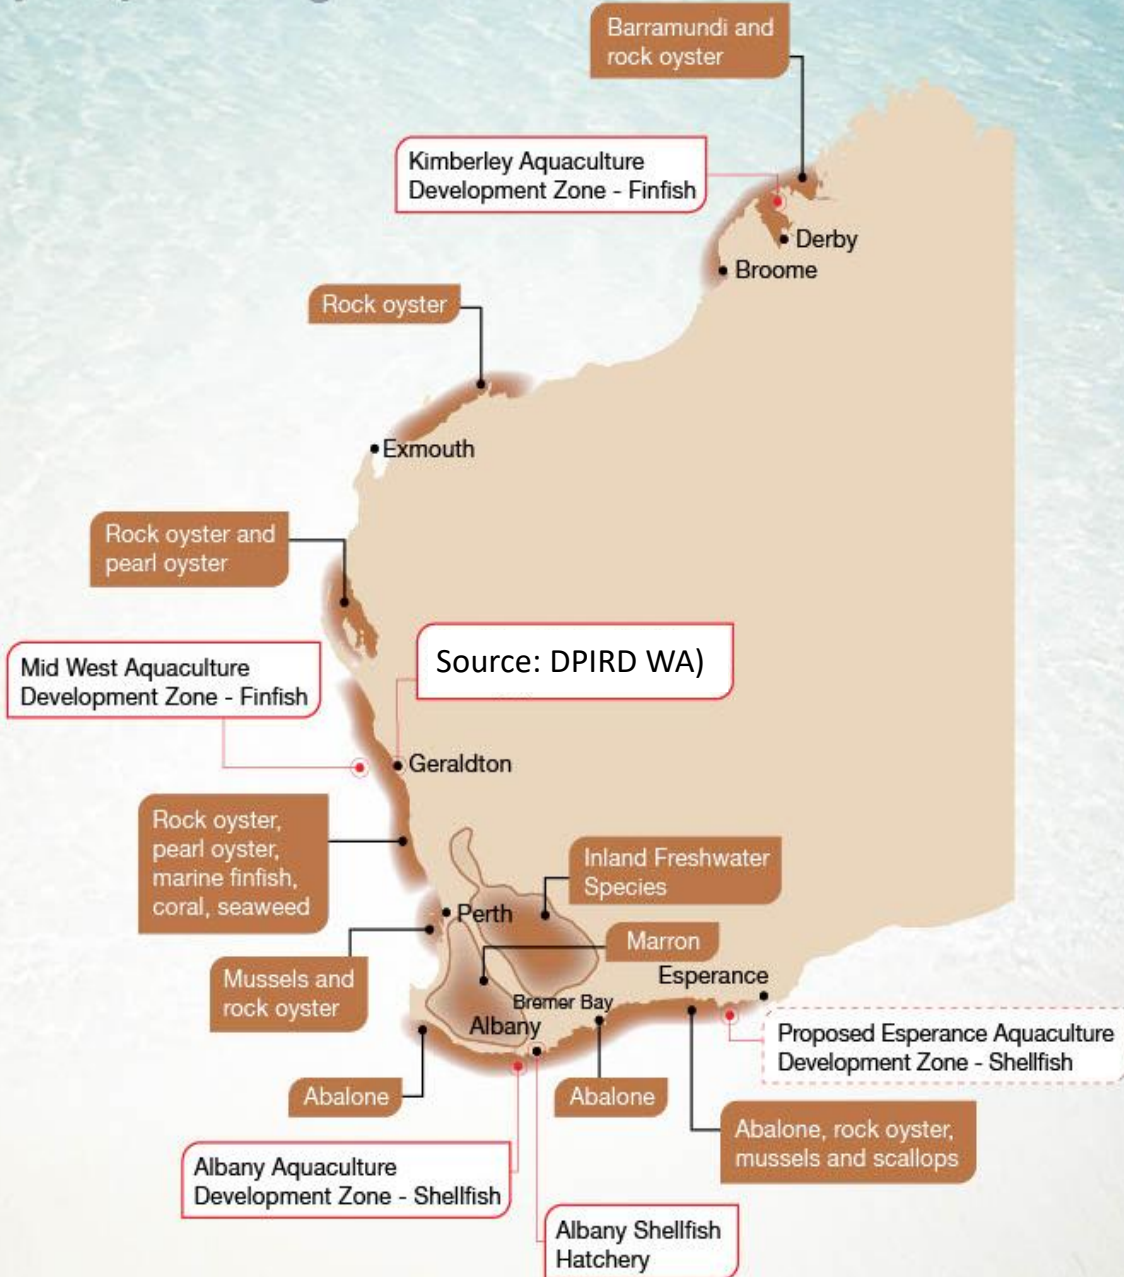 Barramundi and
rock oyster
Kimberley Aquaculture
Development Zone - Finfish
Derby
Broome
Rock oyster
Exmouth
Rock oyster and
pearl oyster
Source: DPIRD WA)
Mid West Aquaculture
Development Zone - Finfish
Geraldton
Rock oyster,
pearl oyster,
marine finfish,
coral, seaweed
Inland Freshwater
Species
Perth
Marron
Mussels and
rock oyster
Esperance
Bremer Bay
Albany
Proposed Esperance Aquaculture
Development Zone - Shellfish
Abalone
Abalone
Abalone, rock oyster,
mussels and scallops
Albany Aquaculture
Development Zone - Shellfish
Albany Shellfish
Hatchery